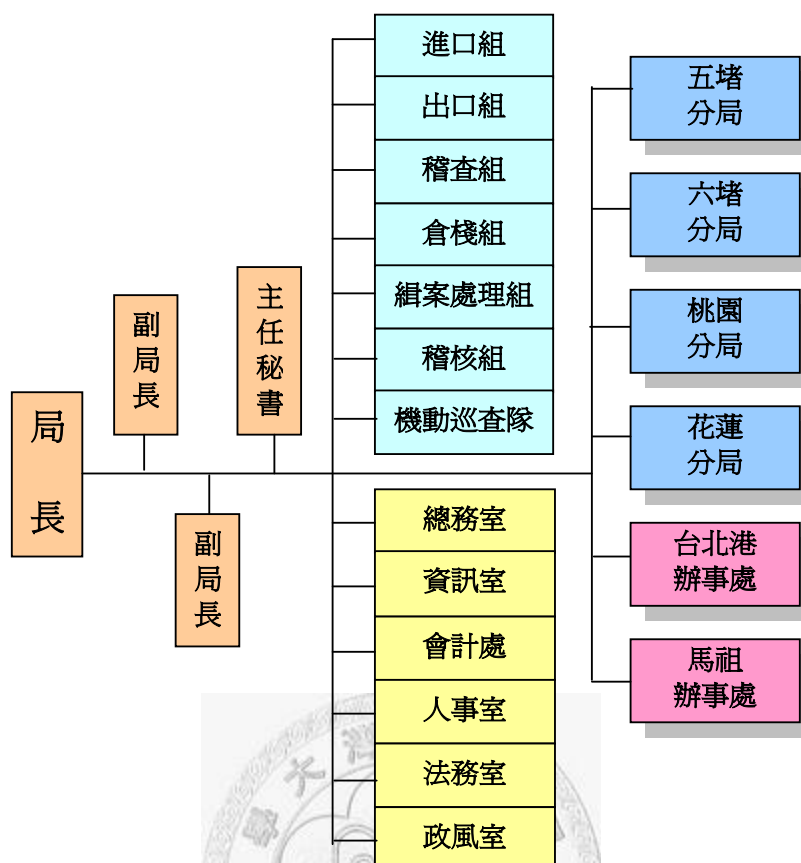 局長
副局長
副局長
主任秘書
進口組
出口組
稽查組
倉棧組
緝案處理組
稽核組
機動巡查隊
總務室
資訊室
會計處
人事室
法務室
政風室
五堵
分局
六堵
分局
桃園
分局
花蓮
分局
台北港
辦事處
馬祖
辦事處